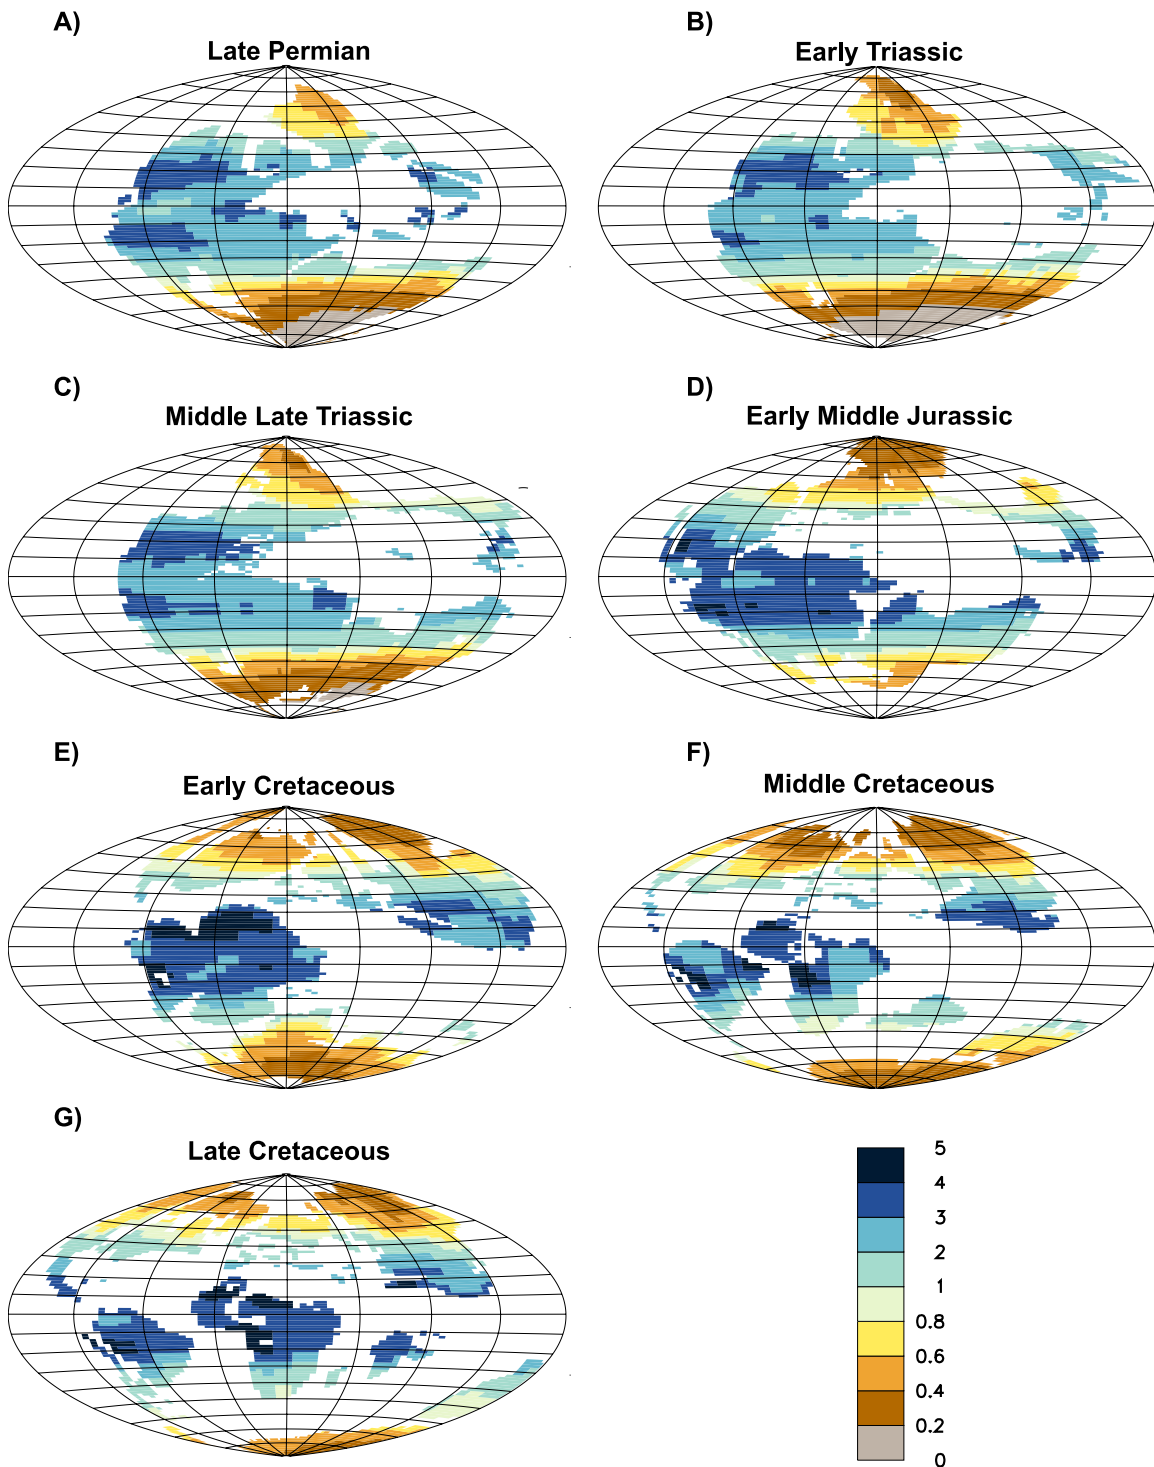 A)
Late Permian
B)
Early Triassic
C)
Middle Late Triassic
D)
Early Middle Jurassic
E)
Early Cretaceous
F)
Middle Cretaceous
G)
Late Cretaceous
5
4
3
2
1
0.8
0.6
0.4
0.2
0